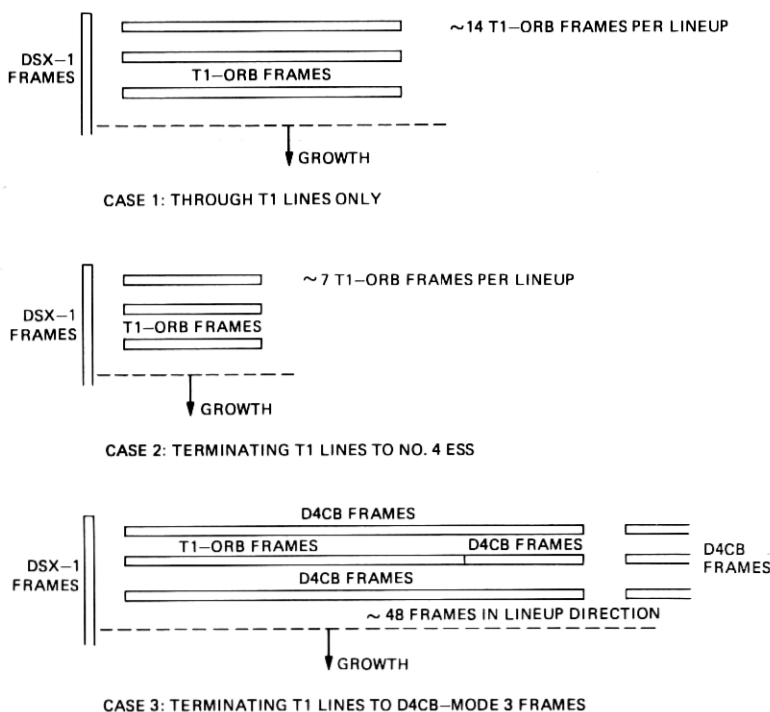 ~14 T1-ORB FRAMES PER LINEUP
DSX-1
FRAMES
T1-ORB FRAMES
GROWTH
CASE 1: THROUGH T1 LINES ONLY
~7 T1-ORB FRAMES PER LINEUP
DSX-1
FRAMES
T1-ORB FRAMES
GROWTH
CASE 2: TERMINATING T1 LINES TO NO. 4 ESS
D4CB FRAMES
T1-ORB FRAMES
D4CB FRAMES
DSX-1
FRAMES
D4CB
FRAMES
D4CB FRAMES
~48 FRAMES IN LINEUP DIRECTION
GROWTH
CASE 3: TERMINATING T1 LINES TO D4CB-MODE 3 FRAMES